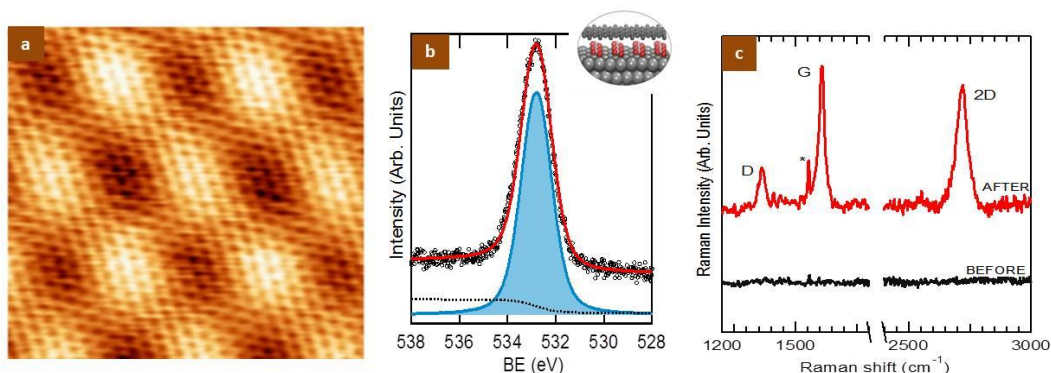 a
b
Intensity (Arb. Units)
538 536 534 532 530 528
BE (eV)
c
Raman Intensity (Arb. Units)
G
2D
*
D
AFTER
BEFORE
1200 1500 2500 3000
Raman shift (cm⁻¹)